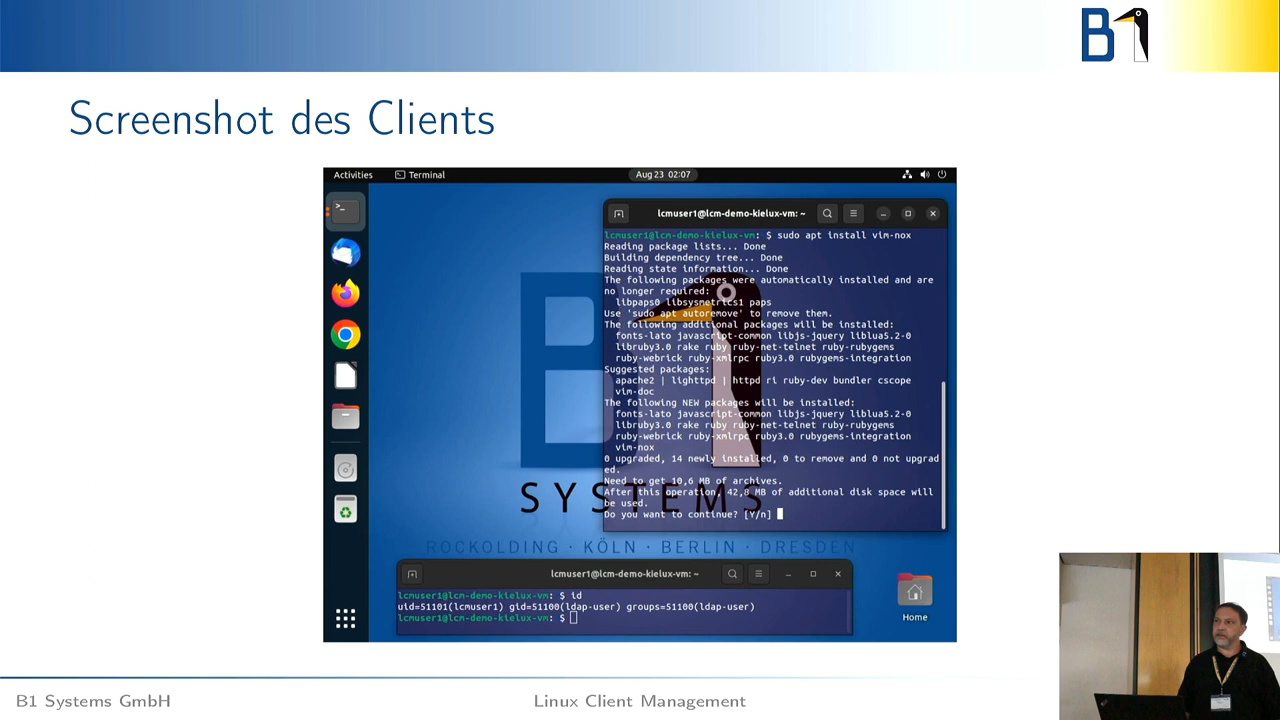 B1
Screenshot des Clients
Activities
Terminal
Aug 23 02:07
lcmuser1@lcm-demo-kielux-vm: ~
lcmuser1@lcm-demo-kielux-vm: $ sudo apt install vim-nox
Reading package lists... Done
Building dependency tree... Done
Reading state information... Done
The following packages were automatically installed and are
no longer required:
libpaps0 libsysmetrics1 paps
Use 'sudo apt autoremove' to remove them.
The following additional packages will be installed:
fonts-lato javascript-common libjs-jquery liblua5.2-0
libruby3.0 rake ruby ruby-net-telnet ruby-rubygems
ruby-webrick ruby-xmlrpc ruby3.0 rubygems-integration
Suggested packages:
apache2 | lighttpd | httpd ri ruby-dev bundler cscope
vim-doc
The following NEW packages will be installed:
fonts-lato javascript-common libjs-jquery liblua5.2-0
libruby3.0 rake ruby ruby-net-telnet ruby-rubygems
ruby-webrick ruby-xmlrpc ruby3.0 rubygems-integration
vim-nox
0 upgraded, 14 newly installed, 0 to remove and 0 not upgrad
ed.
Need to get 10,6 MB of archives.
After this operation, 42,8 MB of additional disk space will
be used.
Do you want to continue? [Y/n]
B1
SYSTEMS
ROCKOLDING · KÖLN · BERLIN · DRESDEN
lcmuser1@lcm-demo-kielux-vm: ~
lcmuser1@lcm-demo-kielux-vm: $ id
uid=51101(lcmuser1) gid=51100(ldap-user) groups=51100(ldap-user)
lcmuser1@lcm-demo-kielux-vm: $
Home
B1 Systems GmbH
Linux Client Management